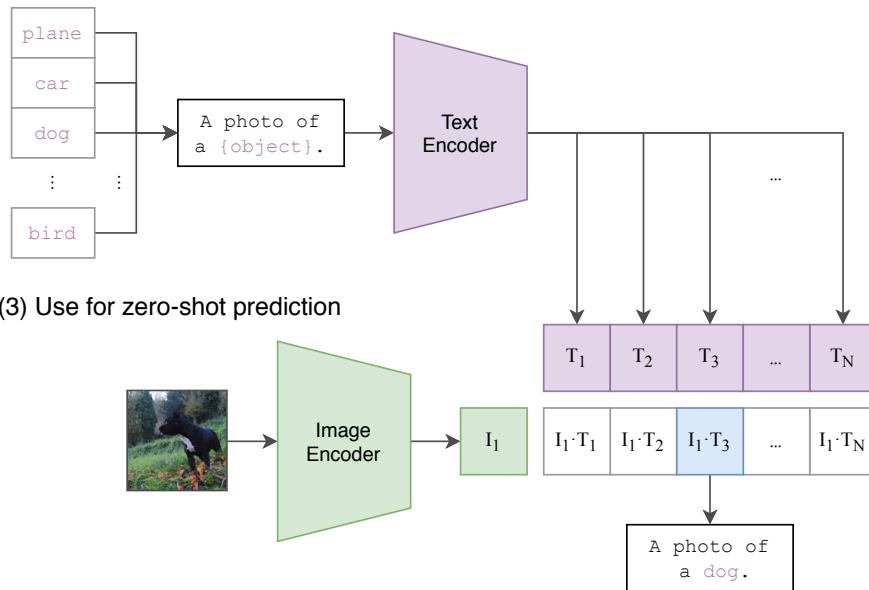 plane
car
dog
⋮ ⋮
bird
A photo of
a {object}.
Text
Encoder
...
(3) Use for zero-shot prediction
T1 T2 T3 ... TN
Image
Encoder
I1
I1·T1 I1·T2 I1·T3 ... I1·TN
A photo of
a dog.